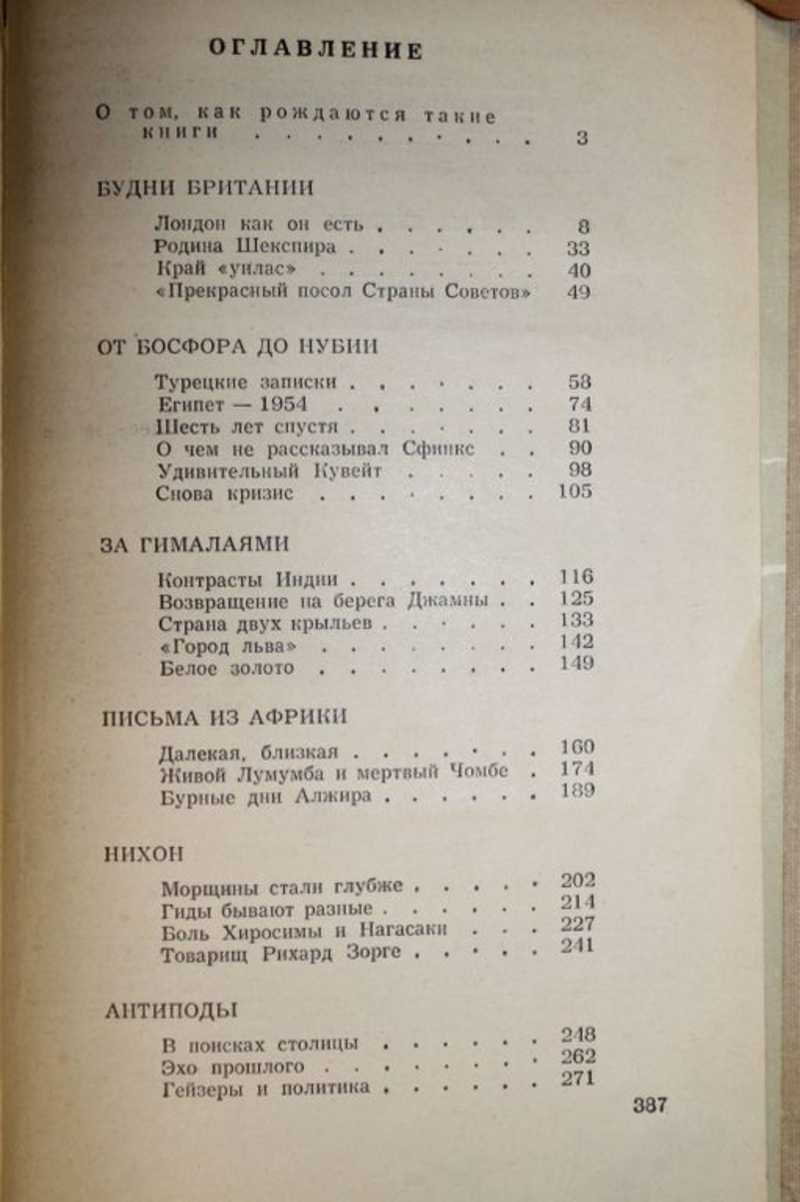 ОГЛАВЛЕНИЕ
О том, как рождаются такие
книги . . . . . . . . . . 3
БУДНИ БРИТАНИИ
Лондон как он есть . . . . . . 8
Родина Шекспира . . . . . . . 33
Край «уилас» . . . . . . . . 40
«Прекрасный посол Страны Советов» 49
ОТ БОСФОРА ДО НУБИИ
Турецкие записки . . . . . . . 58
Египет — 1954 . . . . . . . 74
Шесть лет спустя . . . . . . . 81
О чем не рассказывал Сфинкс . . 90
Удивительный Кувейт . . . . . 98
Снова кризис . . . . . . . . 105
ЗА ГИМАЛАЯМИ
Контрасты Индии . . . . . . . 116
Возвращение на берега Джамны . . 125
Страна двух крыльев . . . . . . 133
«Город льва» . . . . . . . . 142
Белое золото . . . . . . . . 149
ПИСЬМА ИЗ АФРИКИ
Далекая, близкая . . . . . . . 160
Живой Лумумба и мертвый Чомбе . 174
Бурные дни Алжира . . . . . . 189
НИХОН
Морщины стали глубже . . . . . 202
Гиды бывают разные . . . . . . 214
Боль Хиросимы и Нагасаки . . . 227
Товарищ Рихард Зорге . . . . . 241
АНТИПОДЫ
В поисках столицы . . . . . . 248
Эхо прошлого . . . . . . . . 262
Гейзеры и политика . . . . . . 271
387